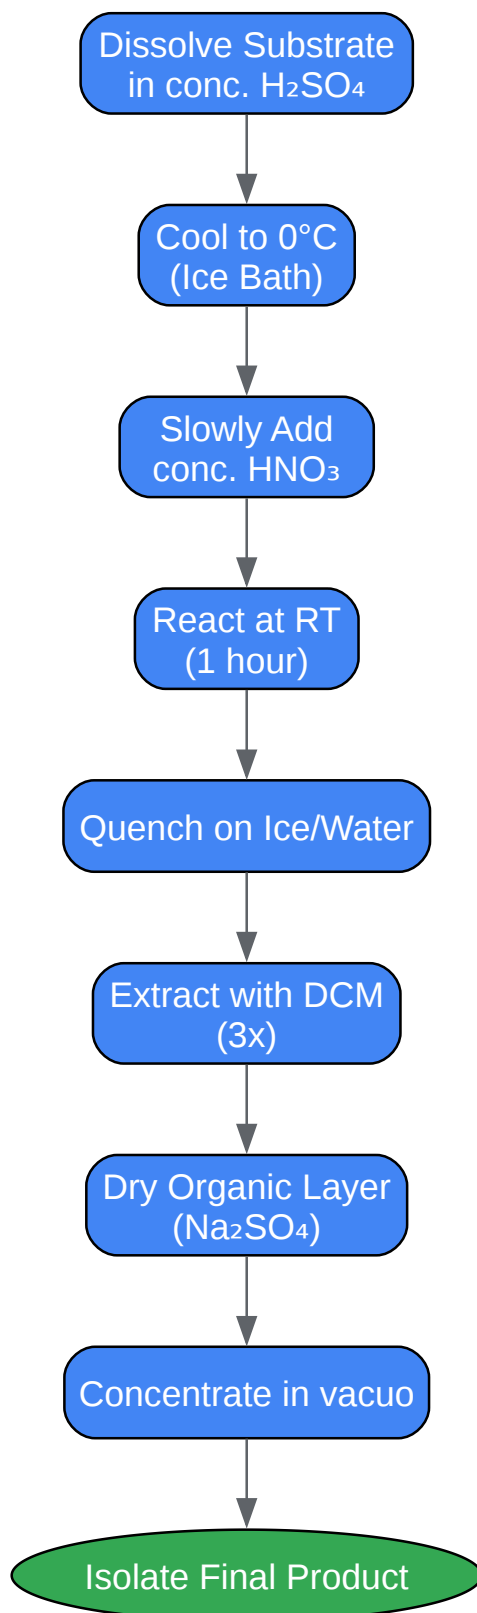 Dissolve Substrate
in conc. H₂SO₄
Cool to 0°C
(Ice Bath)
Slowly Add
conc. HNO₃
React at RT
(1 hour)
Quench on Ice/Water
Extract with DCM
(3x)
Dry Organic Layer
(Na₂SO₄)
Concentrate in vacuo
Isolate Final Product